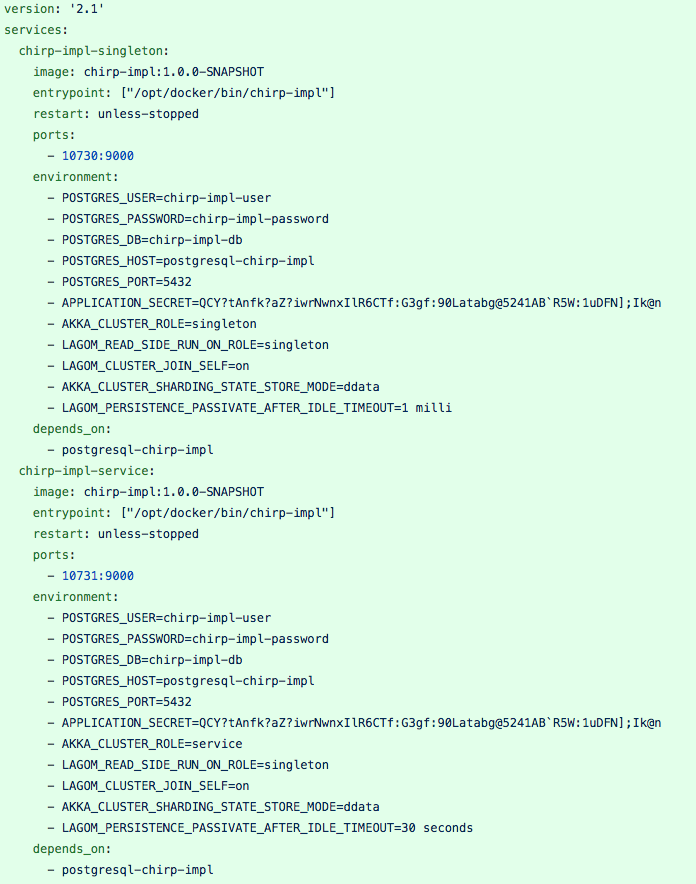 version: '2.1'
services:
  chirp-impl-singleton:
    image: chirp-impl:1.0.0-SNAPSHOT
    entrypoint: ["/opt/docker/bin/chirp-impl"]
    restart: unless-stopped
    ports:
      - 10730:9000
    environment:
      - POSTGRES_USER=chirp-impl-user
      - POSTGRES_PASSWORD=chirp-impl-password
      - POSTGRES_DB=chirp-impl-db
      - POSTGRES_HOST=postgresql-chirp-impl
      - POSTGRES_PORT=5432
      - APPLICATION_SECRET=QCY?tAnfk?aZ?iwrNwnxIlR6CTf:G3gf:90Latabg@5241AB`R5W:1uDFN];Ik@n
      - AKKA_CLUSTER_ROLE=singleton
      - LAGOM_READ_SIDE_RUN_ON_ROLE=singleton
      - LAGOM_CLUSTER_JOIN_SELF=on
      - AKKA_CLUSTER_SHARDING_STATE_STORE_MODE=ddata
      - LAGOM_PERSISTENCE_PASSIVATE_AFTER_IDLE_TIMEOUT=1 milli
    depends_on:
      - postgresql-chirp-impl
  chirp-impl-service:
    image: chirp-impl:1.0.0-SNAPSHOT
    entrypoint: ["/opt/docker/bin/chirp-impl"]
    restart: unless-stopped
    ports:
      - 10731:9000
    environment:
      - POSTGRES_USER=chirp-impl-user
      - POSTGRES_PASSWORD=chirp-impl-password
      - POSTGRES_DB=chirp-impl-db
      - POSTGRES_HOST=postgresql-chirp-impl
      - POSTGRES_PORT=5432
      - APPLICATION_SECRET=QCY?tAnfk?aZ?iwrNwnxIlR6CTf:G3gf:90Latabg@5241AB`R5W:1uDFN];Ik@n
      - AKKA_CLUSTER_ROLE=service
      - LAGOM_READ_SIDE_RUN_ON_ROLE=singleton
      - LAGOM_CLUSTER_JOIN_SELF=on
      - AKKA_CLUSTER_SHARDING_STATE_STORE_MODE=ddata
      - LAGOM_PERSISTENCE_PASSIVATE_AFTER_IDLE_TIMEOUT=30 seconds
    depends_on:
      - postgresql-chirp-impl